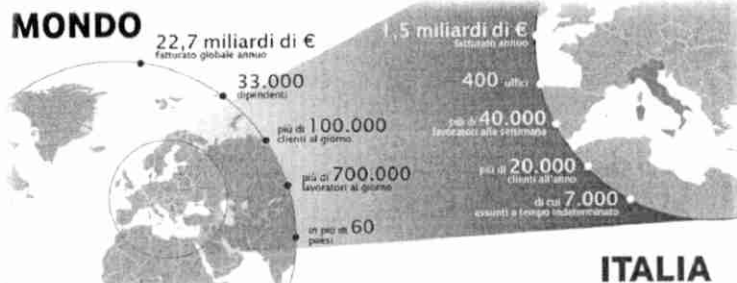 MONDO
22,7 miliardi di €
fatturato globale annuo
33.000
dipendenti
più di 100.000
clienti al giorno
più di 700.000
lavoratori al giorno
in più di 60
paesi
1,5 miliardi di €
fatturato annuo
400 uffici
più di 40.000
lavoratori alla settimana
più di 20.000
clienti all'anno
di cui 7.000
assunti a tempo indeterminato
ITALIA